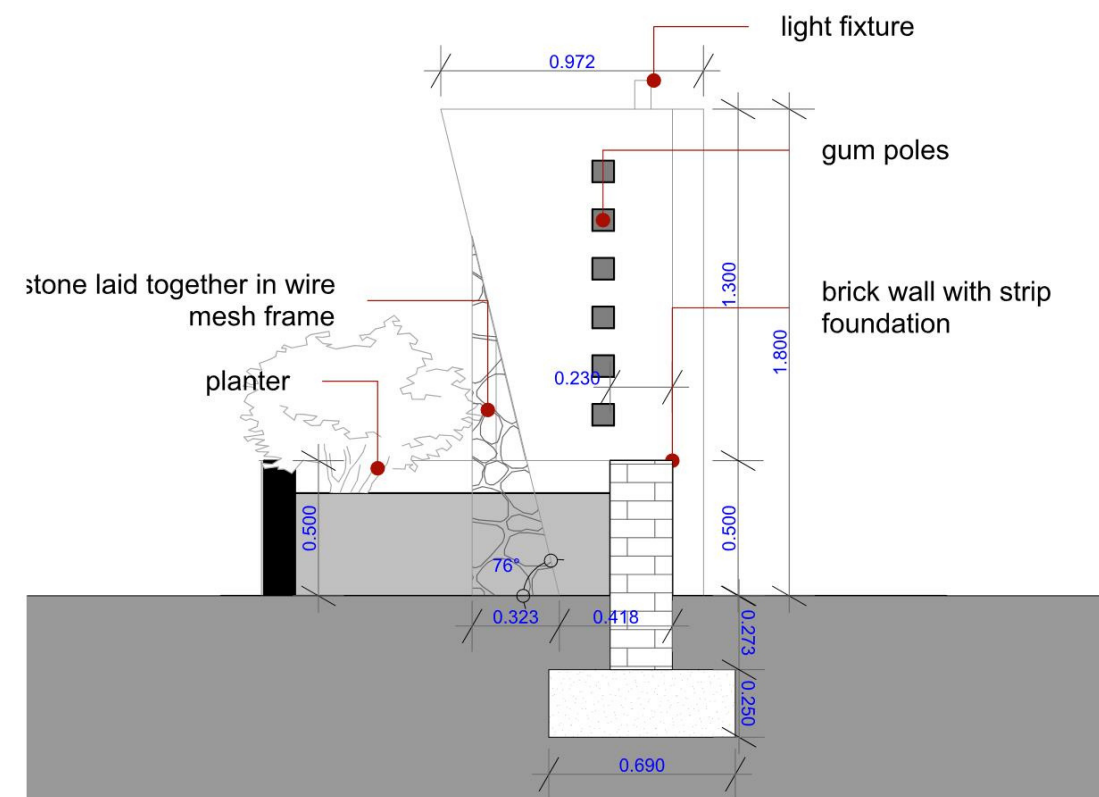 light fixture
0.972
gum poles
stone laid together in wire
mesh frame
1.300
brick wall with strip
foundation
1.800
planter
0.230
0.500
0.500
76°
0.323
0.418
0.273
0.250
0.690